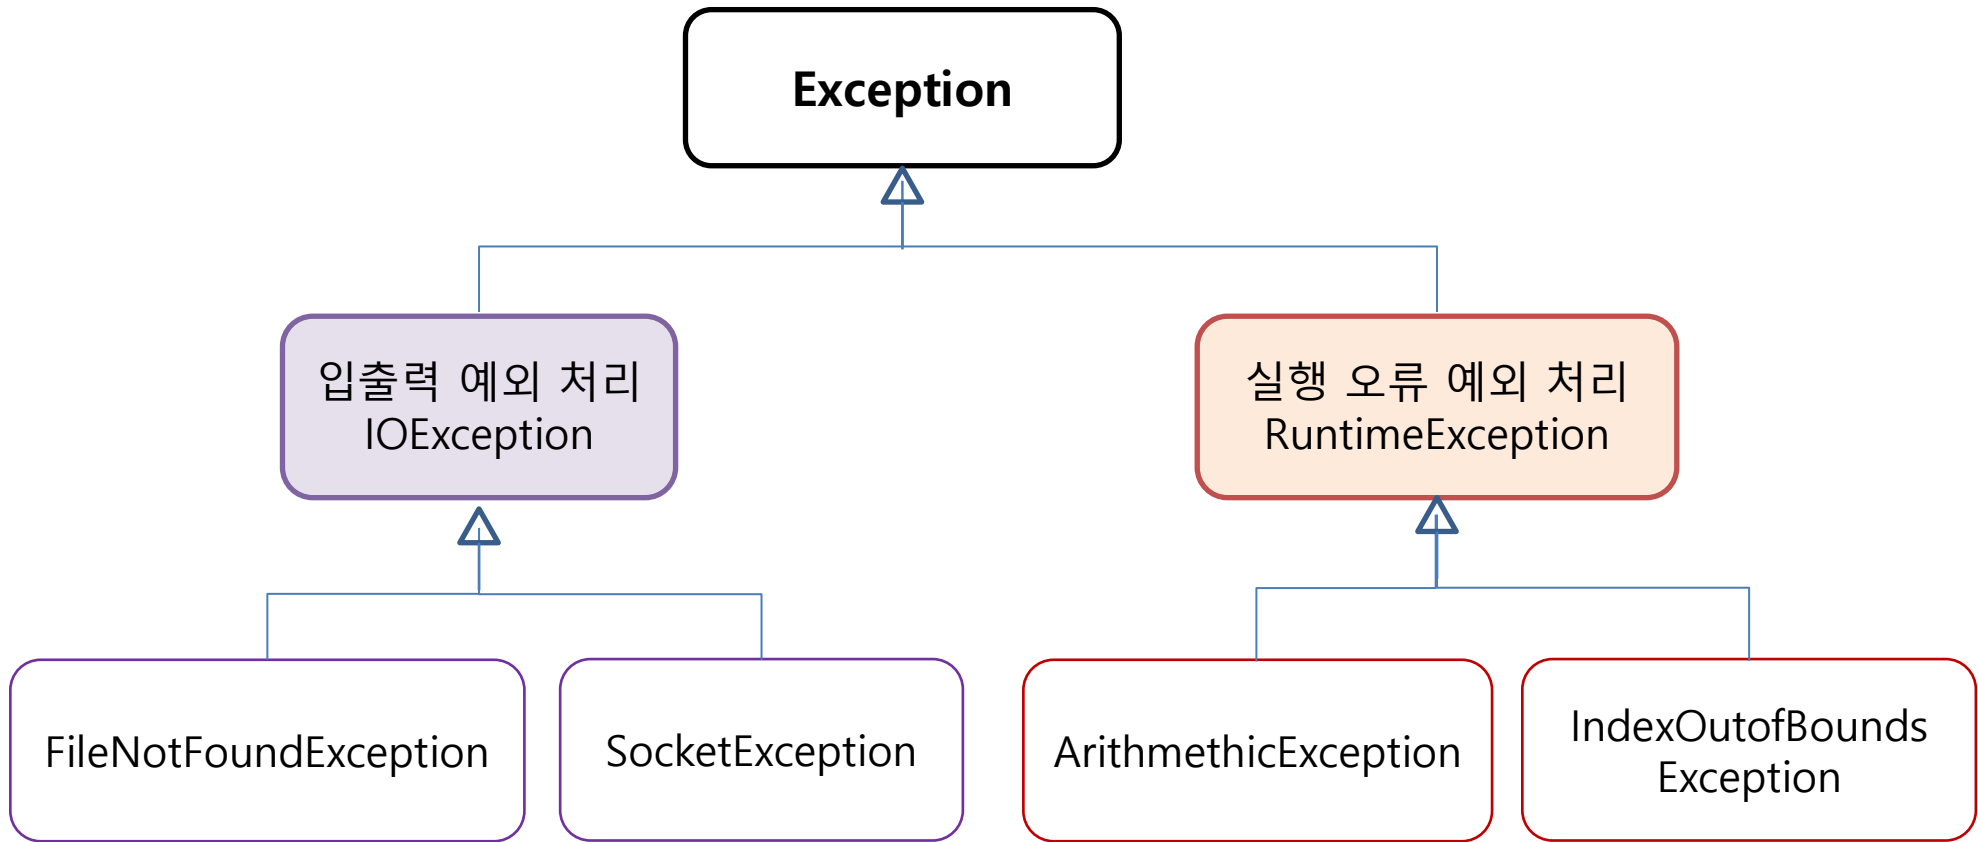 Exception
입출력 예외 처리
IOException
실행 오류 예외 처리
RuntimeException
FileNotFoundException
SocketException
ArithmethicException
IndexOutofBounds
Exception